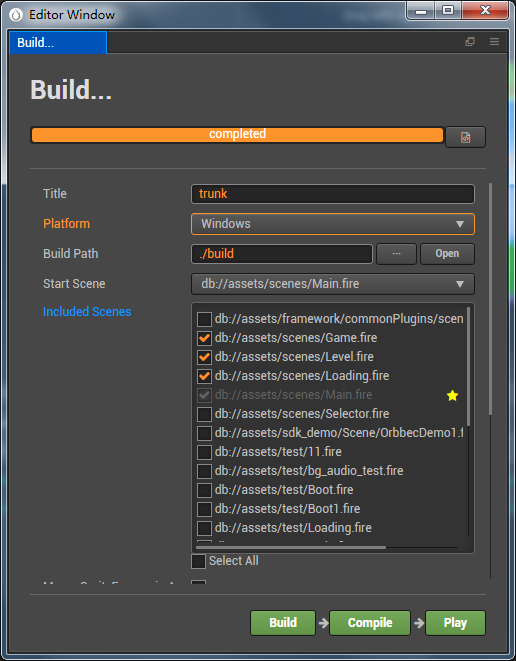 Editor Window
Build...
Build...
completed
Title
trunk
Platform
Windows
Build Path
./build
...
Open
Start Scene
db://assets/scenes/Main.fire
Included Scenes
db://assets/framework/commonPlugins/scen
db://assets/scenes/Game.fire
db://assets/scenes/Level.fire
db://assets/scenes/Loading.fire
db://assets/scenes/Main.fire
db://assets/scenes/Selector.fire
db://assets/sdk_demo/Scene/OrbbecDemo1.f
db://assets/test/11.fire
db://assets/test/bg_audio_test.fire
db://assets/test/Boot.fire
db://assets/test/Boot1.fire
db://assets/test/Loading.fire
Select All
Build
Compile
Play